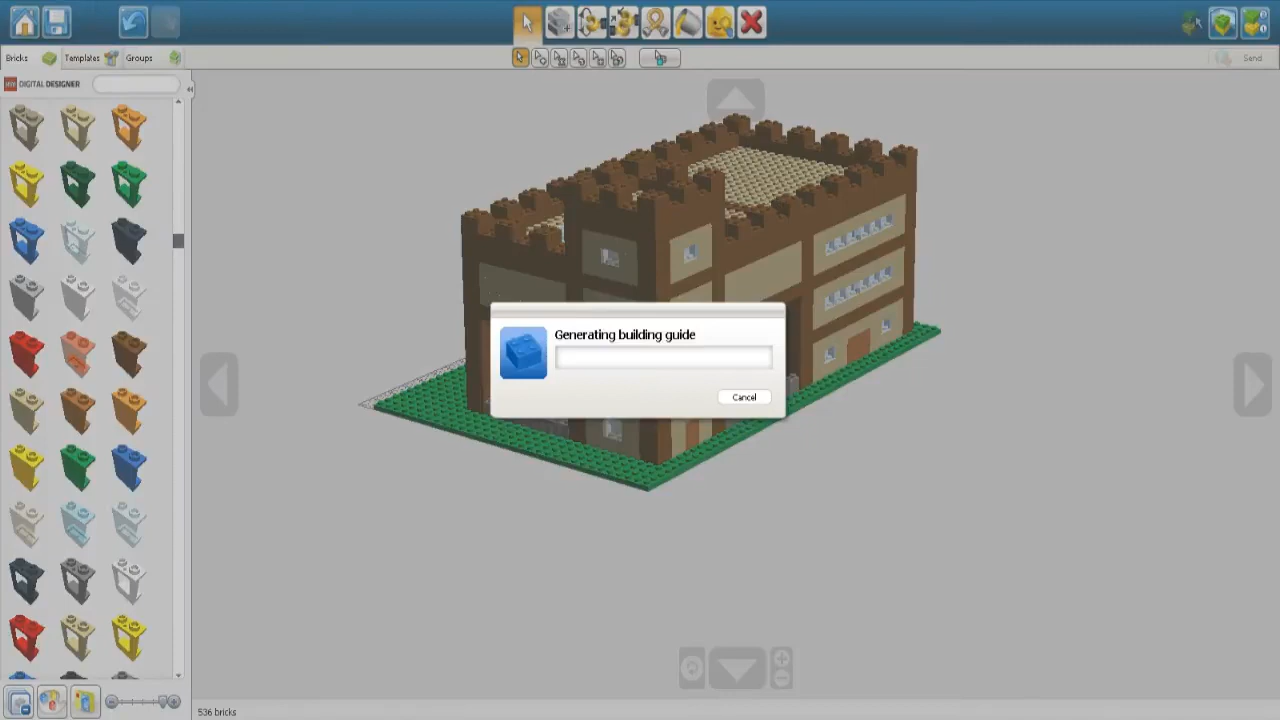 Bricks
Templates
Groups
Send
DIGITAL DESIGNER
Generating building guide
Cancel
536 bricks